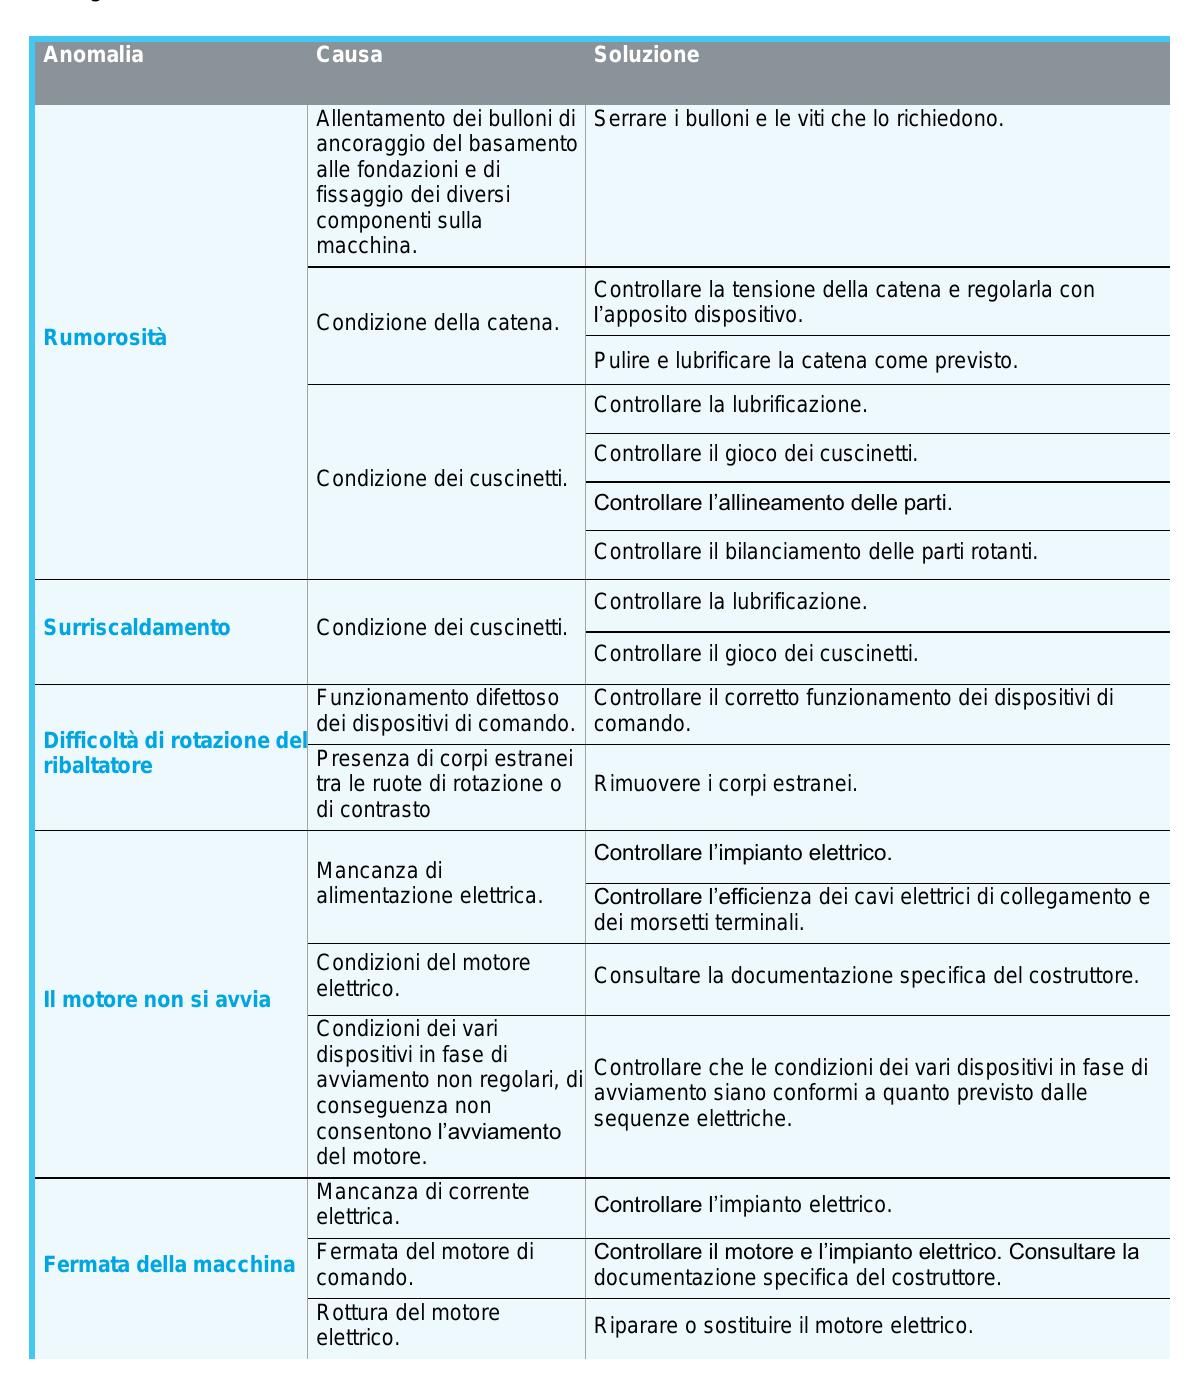 Anomalia Causa Soluzione
Allentamento dei bulloni di
ancoraggio del basamento
alle fondazioni e di
fissaggio dei diversi
componenti sulla
macchina.
Serrare i bulloni e le viti che lo richiedono.
Rumorosità
Condizione della catena.
Controllare la tensione della catena e regolarla con
l’apposito dispositivo.
Pulire e lubrificare la catena come previsto.
Condizione dei cuscinetti.
Controllare la lubrificazione.
Controllare il gioco dei cuscinetti.
Controllare l’allineamento delle parti.
Controllare il bilanciamento delle parti rotanti.
Surriscaldamento
Condizione dei cuscinetti.
Controllare la lubrificazione.
Controllare il gioco dei cuscinetti.
Difficoltà di rotazione del
ribaltatore
Funzionamento difettoso
dei dispositivi di comando.
Controllare il corretto funzionamento dei dispositivi di
comando.
Presenza di corpi estranei
tra le ruote di rotazione o
di contrasto
Rimuovere i corpi estranei.
Il motore non si avvia
Mancanza di
alimentazione elettrica.
Controllare l’impianto elettrico.
Controllare l’efficienza dei cavi elettrici di collegamento e
dei morsetti terminali.
Condizioni del motore
elettrico.
Consultare la documentazione specifica del costruttore.
Condizioni dei vari
dispositivi in fase di
avviamento non regolari, di
conseguenza non
consentono l’avviamento
del motore.
Controllare che le condizioni dei vari dispositivi in fase di
avviamento siano conformi a quanto previsto dalle
sequenze elettriche.
Fermata della macchina
Mancanza di corrente
elettrica.
Controllare l’impianto elettrico.
Fermata del motore di
comando.
Controllare il motore e l’impianto elettrico. Consultare la
documentazione specifica del costruttore.
Rottura del motore
elettrico.
Riparare o sostituire il motore elettrico.